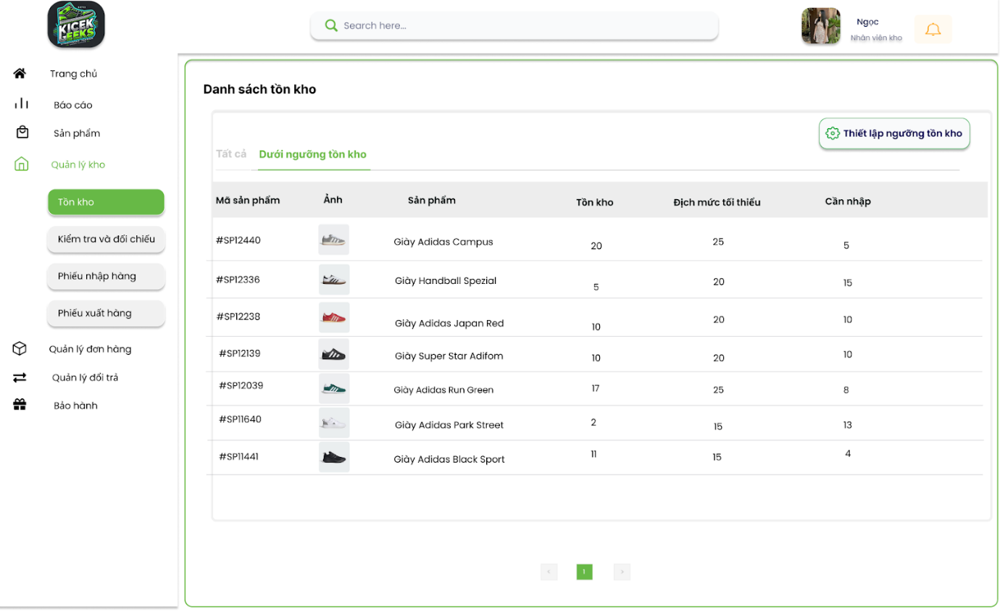 KICEK
GEEKS
Search here...
Ngọc
Nhân viên kho
Trang chủ
Báo cáo
Sản phẩm
Quản lý kho
Tồn kho
Kiểm tra và đối chiếu
Phiếu nhập hàng
Phiếu xuất hàng
Quản lý đơn hàng
Quản lý đổi trả
Bảo hành
Danh sách tồn kho
Thiết lập ngưỡng tồn kho
Tất cả Dưới ngưỡng tồn kho
Mã sản phẩm Ảnh Sản phẩm Tồn kho Địch mức tối thiểu Cần nhập
#SP12440 Giày Adidas Campus 20 25 5
#SP12336 Giày Handball Spezial 5 20 15
#SP12238 Giày Adidas Japan Red 10 20 10
#SP12139 Giày Super Star Adifom 10 20 10
#SP12039 Giày Adidas Run Green 17 25 8
#SP11640 Giày Adidas Park Street 2 15 13
#SP11441 Giày Adidas Black Sport 11 15 4
< 1 >